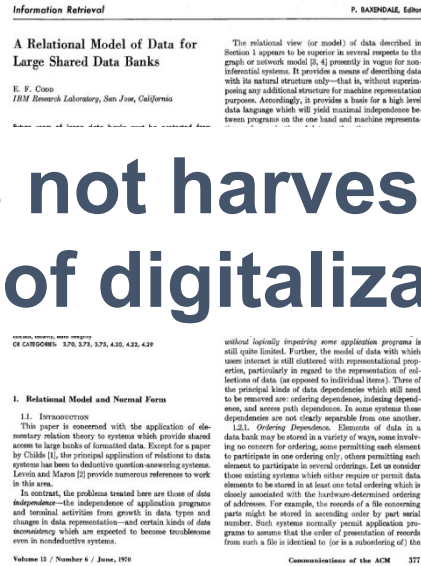 Information Retrieval
P. BAXENDALE, Editor
A Relational Model of Data for
Large Shared Data Banks
E. F. CODD
IBM Research Laboratory, San Jose, California
The relational view (or model) of data described in
Section 1 appears to be superior in several respects to the
graph or network model [3, 4] presently in vogue for non-
inferential systems. It provides a means of describing data
with its natural structure only—that is, without superim-
posing any additional structure for machine representation
purposes. Accordingly, it provides a basis for a high level
data language which will yield maximal independence be-
tween programs on the one hand and machine representa-
not harves
of digitaliza
CR CATEGORIES: 3.70, 3.73, 3.75, 4.20, 4.22, 4.29
1. Relational Model and Normal Form
1.1. INTRODUCTION
This paper is concerned with the application of ele-
mentary relation theory to systems which provide shared
access to large banks of formatted data. Except for a paper
by Childs [1], the principal application of relations to data
systems has been to deductive question-answering systems.
Levein and Maron [2] provide numerous references to work
in this area.
In contrast, the problems treated here are those of data
independence—the independence of application programs
and terminal activities from growth in data types and
changes in data representation—and certain kinds of data
inconsistency which are expected to become troublesome
even in nondeductive systems.
without logically impairing some application programs is
still quite limited. Further, the model of data with which
users interact is still cluttered with representational prop-
erties, particularly in regard to the representation of col-
lections of data (as opposed to individual items). Three of
the principal kinds of data dependencies which still need
to be removed are: ordering dependence, indexing depend-
ence, and access path dependence. In some systems these
dependencies are not clearly separable from one another.
1.2.1. Ordering Dependence. Elements of data in a
data bank may be stored in a variety of ways, some involv-
ing no concern for ordering, some permitting each element
to participate in one ordering only, others permitting each
element to participate in several orderings. Let us consider
those existing systems which either require or permit data
elements to be stored in at least one total ordering which is
closely associated with the hardware-determined ordering
of addresses. For example, the records of a file concerning
parts might be stored in ascending order by part serial
number. Such systems normally permit application pro-
grams to assume that the order of presentation of records
from such a file is identical to (or is a subordering of) the
Volume 13 / Number 6 / June, 1970
Communications of the ACM 377